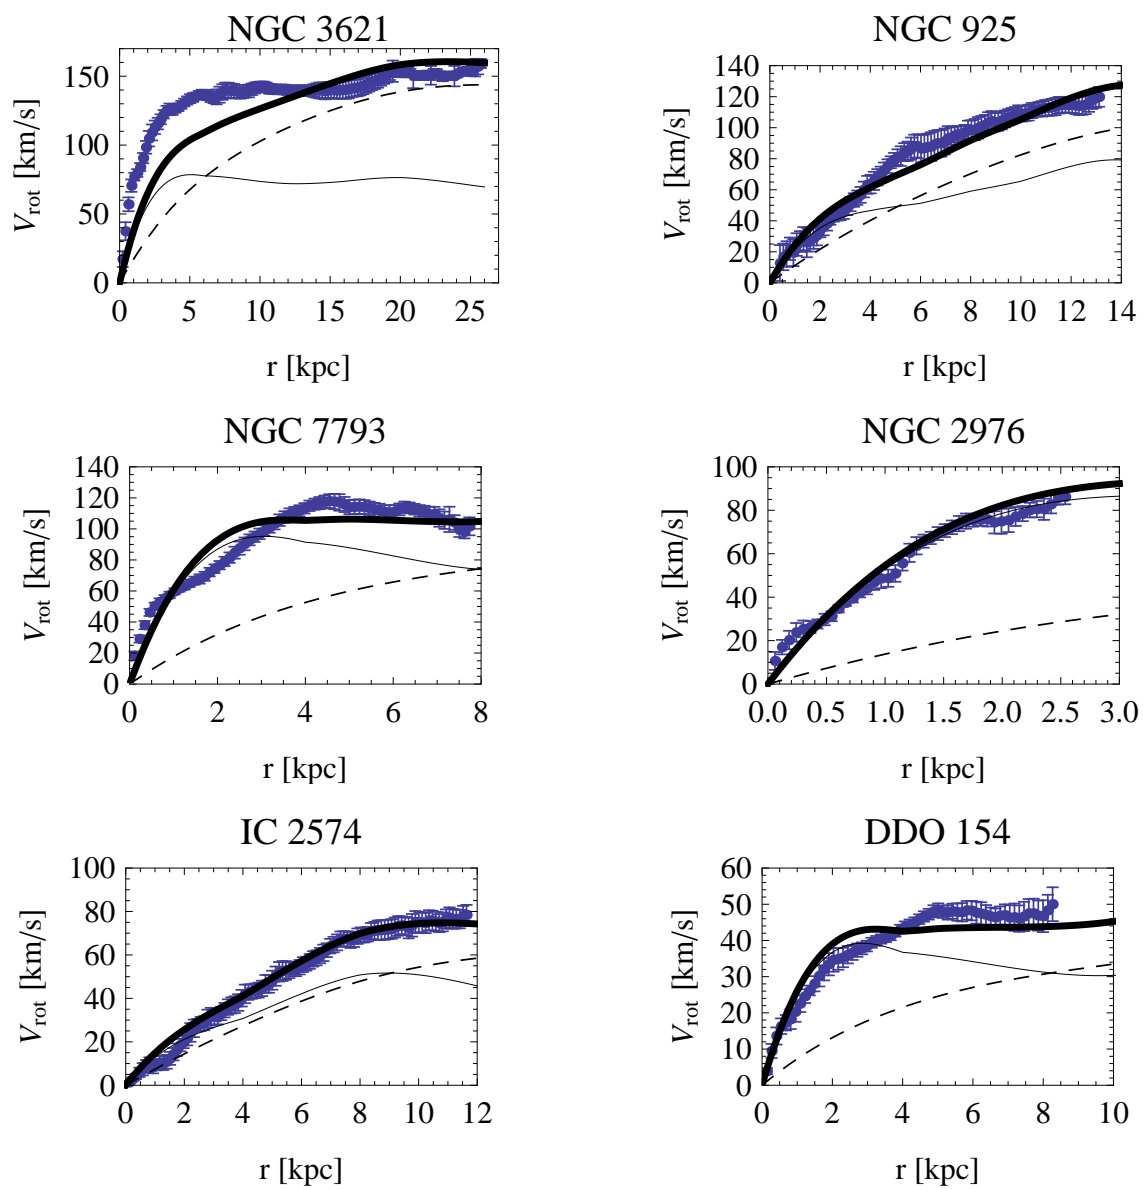 NGC 3621
V_rot [km/s]
150
100
50
0
0 5 10 15 20 25
r [kpc]
NGC 925
V_rot [km/s]
140
120
100
80
60
40
20
0
0 2 4 6 8 10 12 14
r [kpc]
NGC 7793
V_rot [km/s]
140
120
100
80
60
40
20
0
0 2 4 6 8
r [kpc]
NGC 2976
V_rot [km/s]
100
80
60
40
20
0
0.0 0.5 1.0 1.5 2.0 2.5 3.0
r [kpc]
IC 2574
V_rot [km/s]
100
80
60
40
20
0
0 2 4 6 8 10 12
r [kpc]
DDO 154
V_rot [km/s]
60
50
40
30
20
10
0
0 2 4 6 8 10
r [kpc]